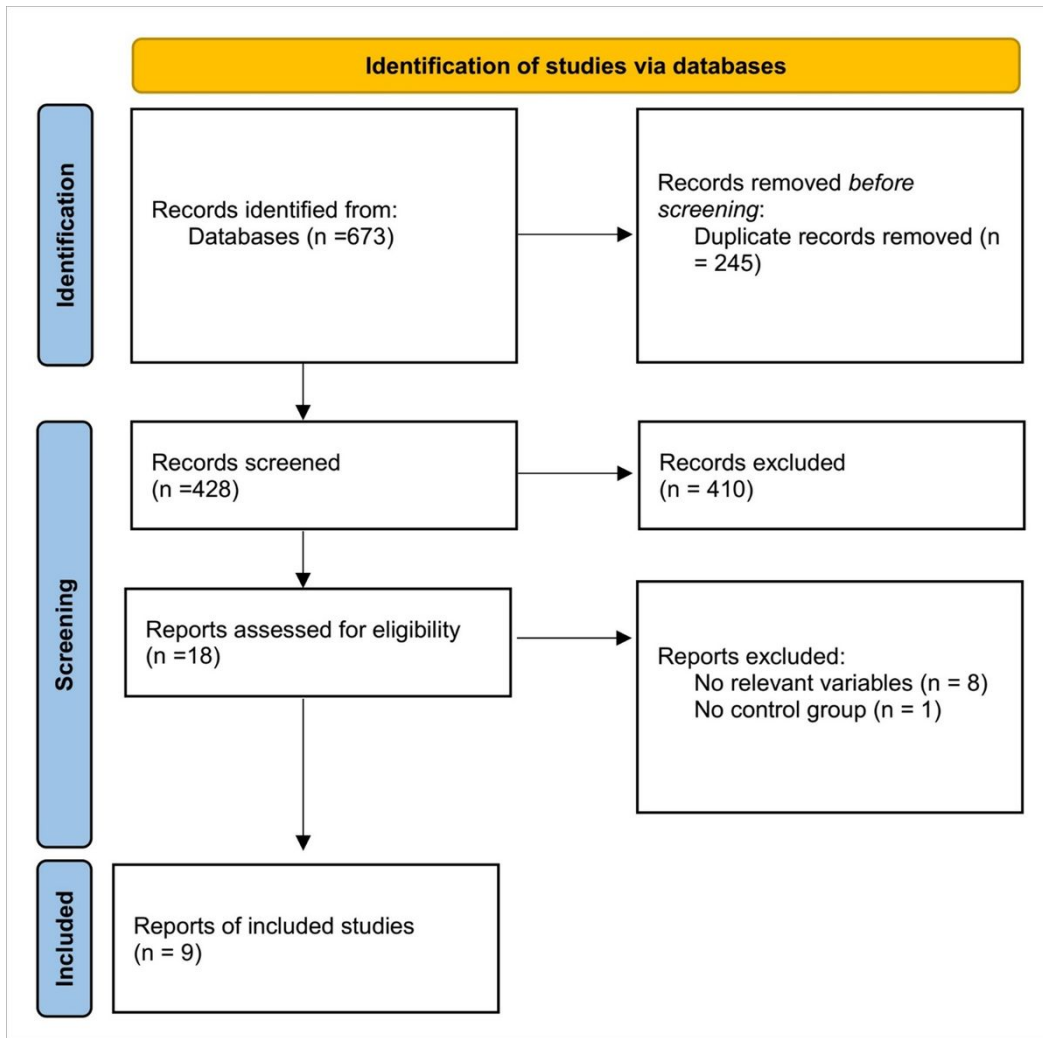 Identification of studies via databases
Identification
Records identified from:
Databases (n =673)
Records removed before
screening:
Duplicate records removed (n
= 245)
Screening
Records screened
(n =428)
Records excluded
(n = 410)
Reports assessed for eligibility
(n =18)
Reports excluded:
No relevant variables (n = 8)
No control group (n = 1)
Included
Reports of included studies
(n = 9)